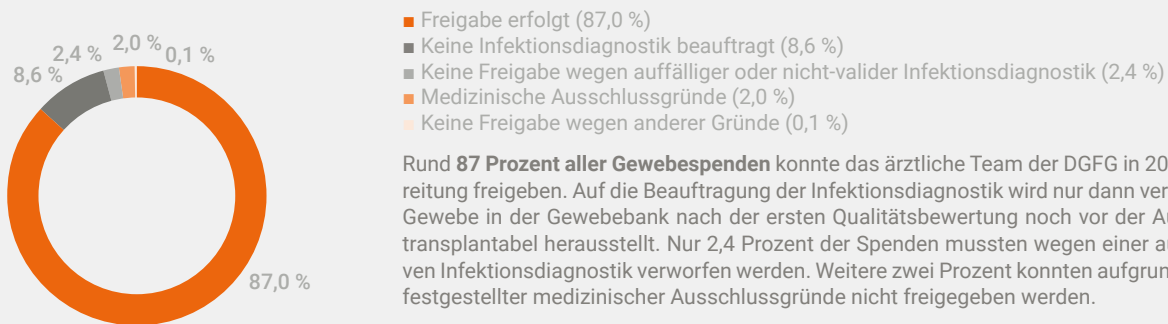 2,0 %
2,4 %
0,1 %
8,6 %
87,0 %
Freigabe erfolgt (87,0 %)
Keine Infektionsdiagnostik beauftragt (8,6 %)
Keine Freigabe wegen auffälliger oder nicht-valider Infektionsdiagnostik (2,4 %)
Medizinische Ausschlussgründe (2,0 %)
Keine Freigabe wegen anderer Gründe (0,1 %)
Rund 87 Prozent aller Gewebespenden konnte das ärztliche Team der DGFG in 20
reitung freigeben. Auf die Beauftragung der Infektionsdiagnostik wird nur dann ver
Gewebe in der Gewebebank nach der ersten Qualitätsbewertung noch vor der
transplantabel herausstellt. Nur 2,4 Prozent der Spenden mussten wegen einer
ven Infektionsdiagnostik verworfen werden. Weitere zwei Prozent konnten aufgrun
festgestellter medizinischer Ausschlussgründe nicht freigegeben werden.